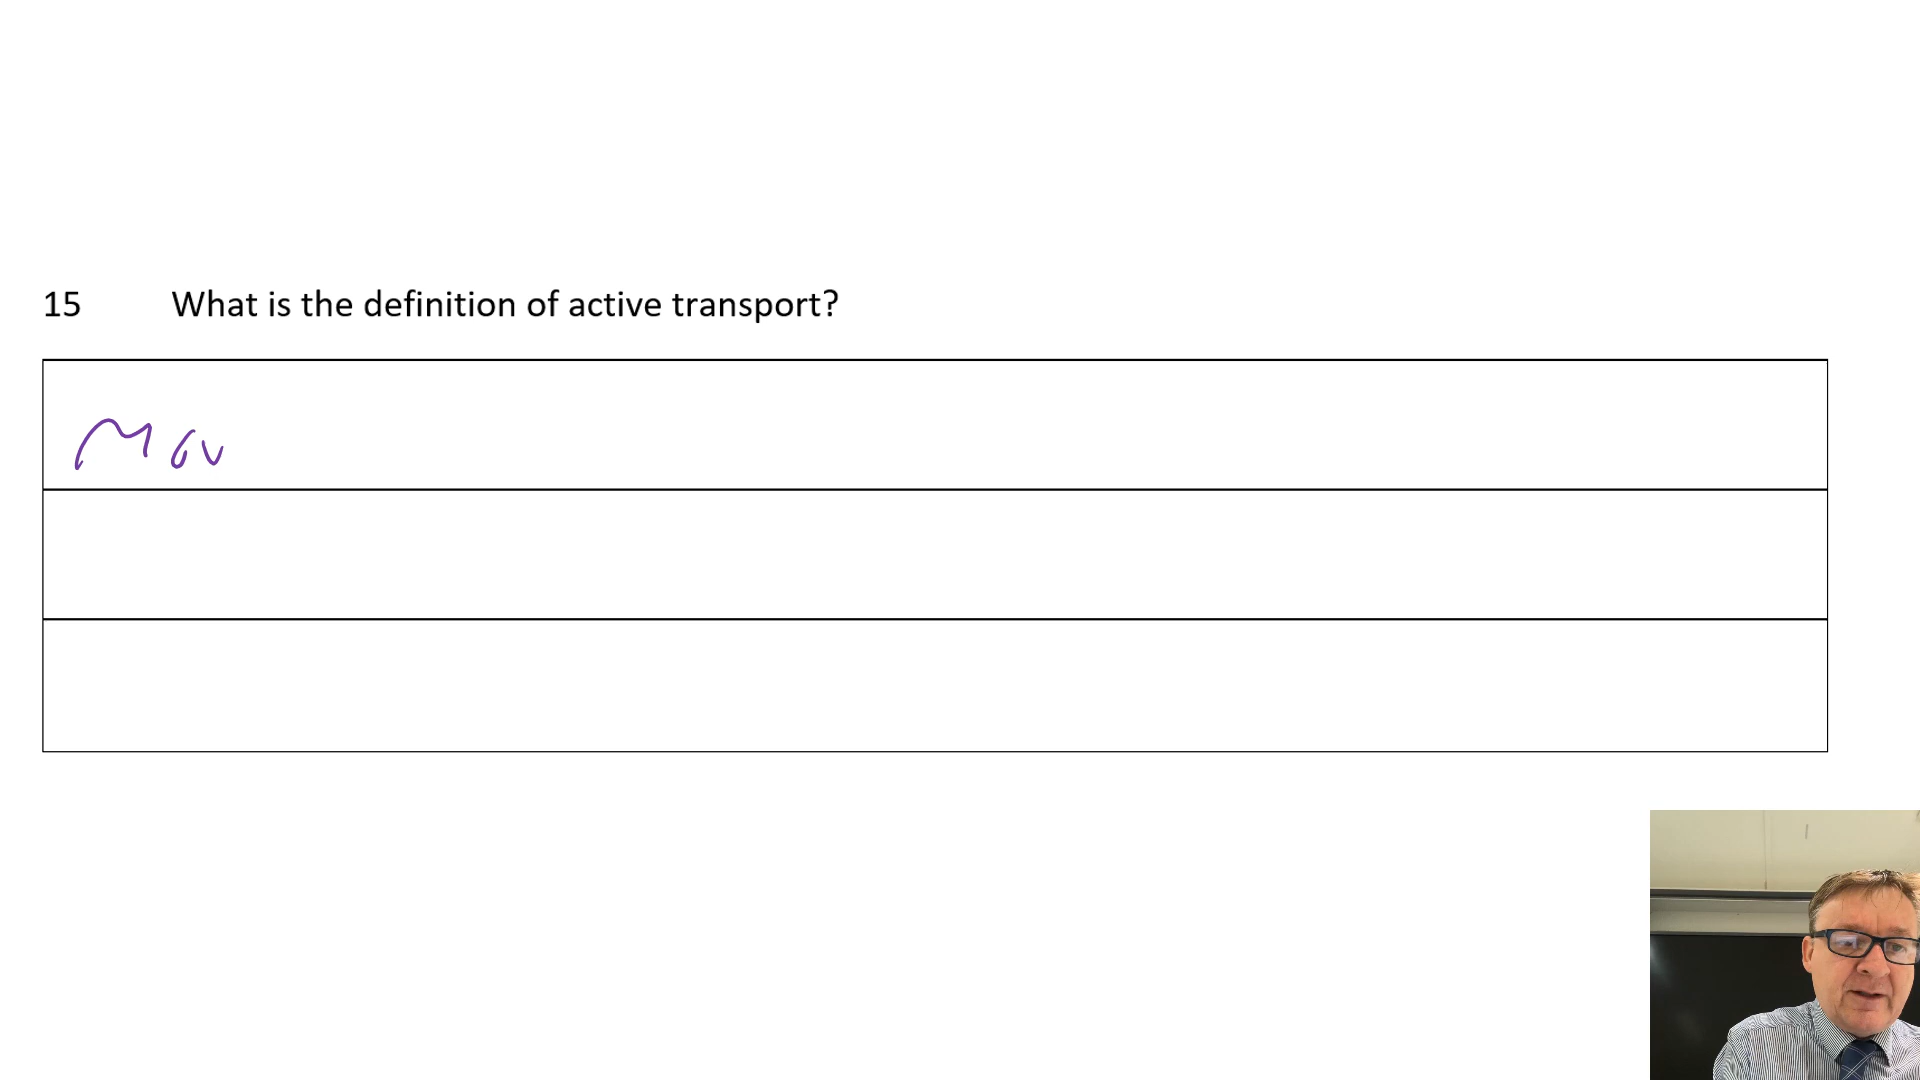 15 What is the definition of active transport?
Mov